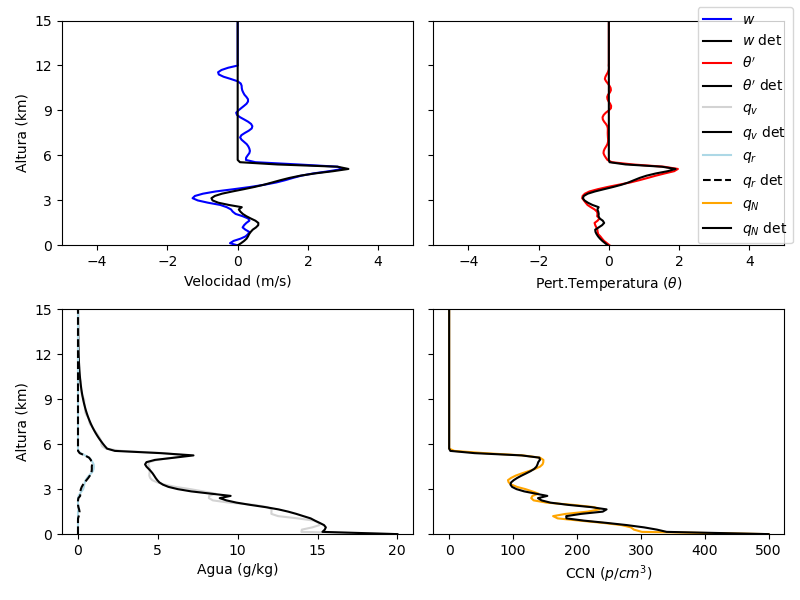 15
12
9
6
3
0
Altura (km)
−4 −2 0 2 4
Velocidad (m/s)
−4 −2 0 2 4
Pert.Temperatura (θ)
w
w det
θ′
θ′ det
q_v
q_v det
q_r
q_r det
q_N
q_N det
15
12
9
6
3
0
Altura (km)
0 5 10 15 20
Agua (g/kg)
0 100 200 300 400 500
CCN (p/cm³)